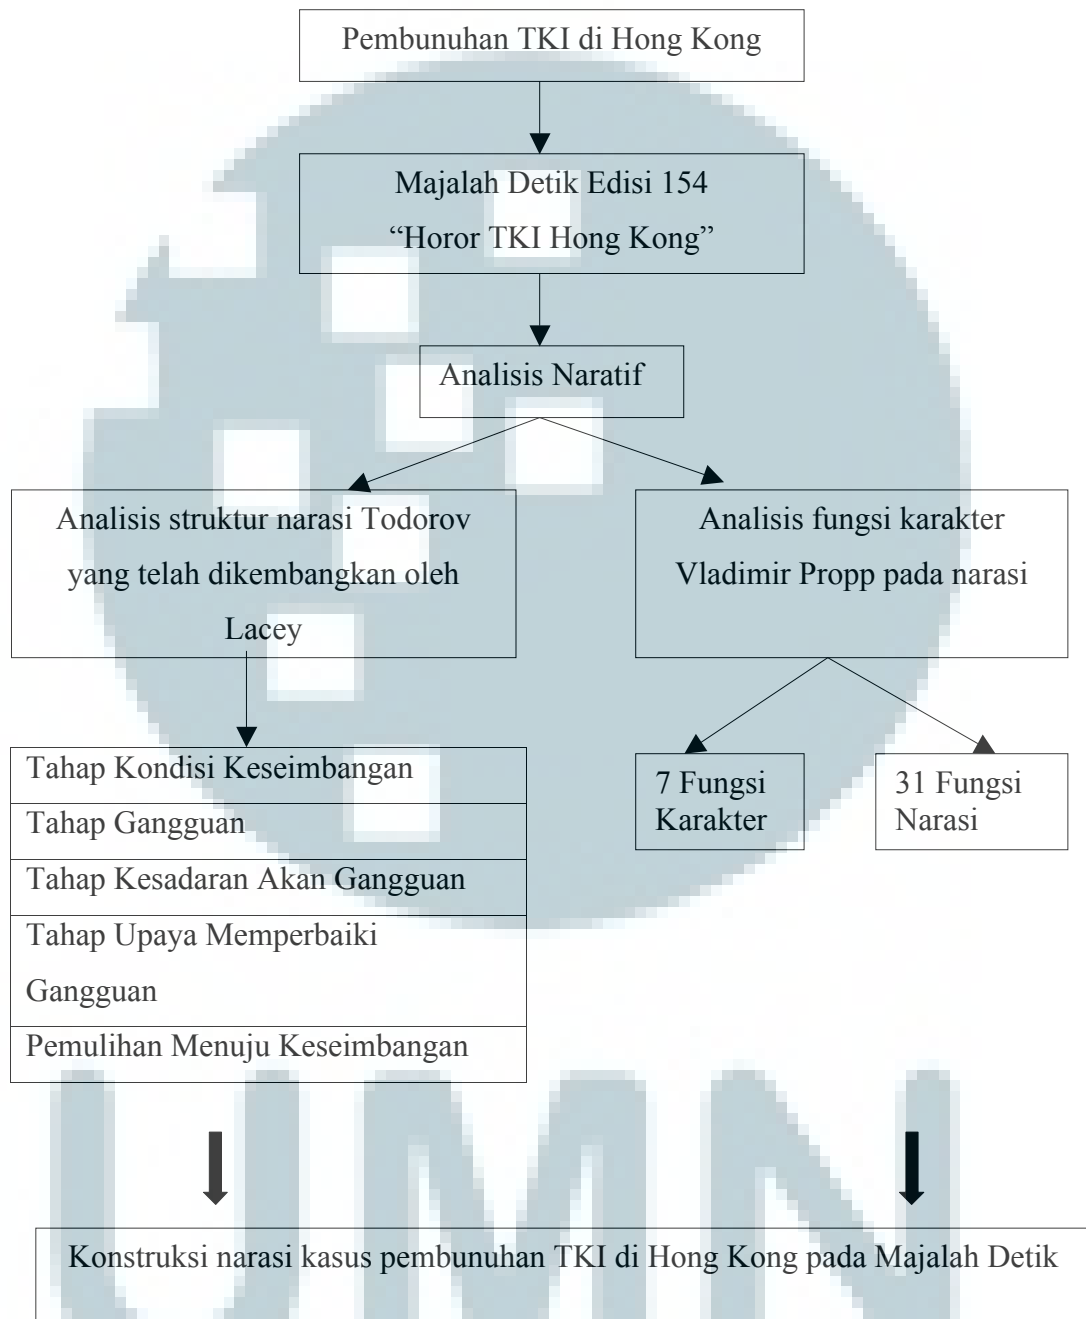 Pembunuhan TKI di Hong Kong
Majalah Detik Edisi 154
“Horor TKI Hong Kong”
Analisis Naratif
Analisis struktur narasi Todorov
yang telah dikembangkan oleh
Lacey
Analisis fungsi karakter
Vladimir Propp pada narasi
Tahap Kondisi Keseimbangan
Tahap Gangguan
Tahap Kesadaran Akan Gangguan
Tahap Upaya Memperbaiki
Gangguan
Pemulihan Menuju Keseimbangan
7 Fungsi
Karakter
31 Fungsi
Narasi
Konstruksi narasi kasus pembunuhan TKI di Hong Kong pada Majalah Detik
UMN